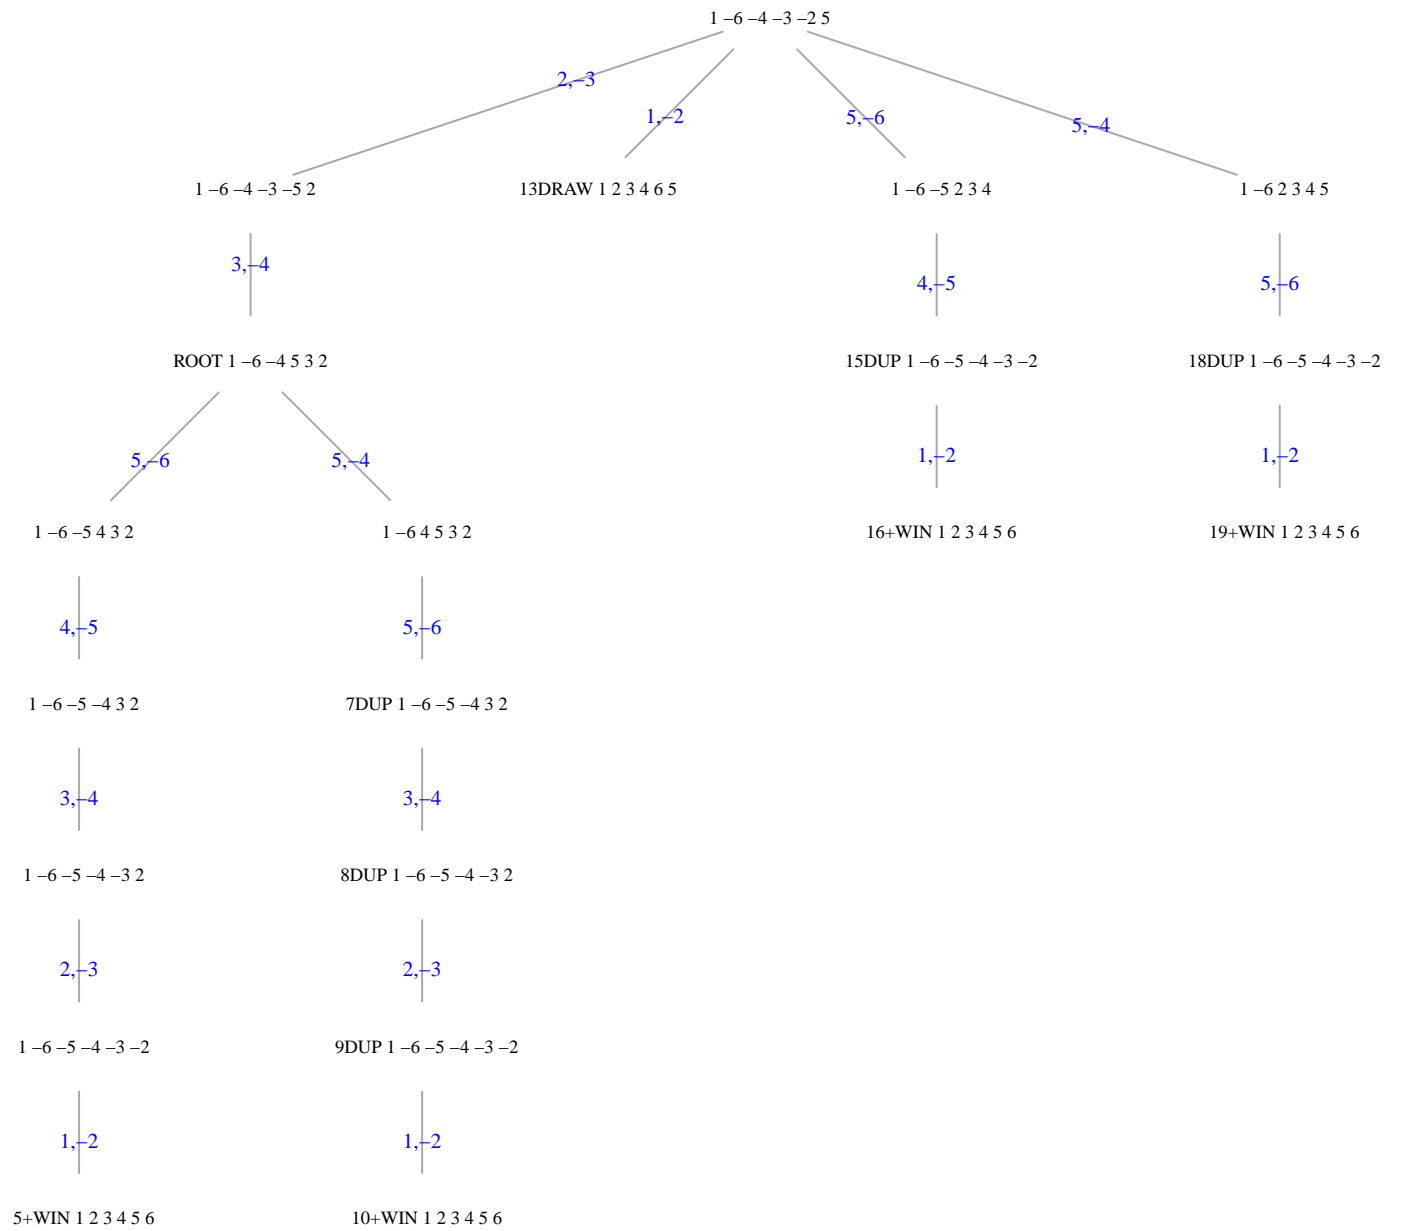 1 –6 –4 –3 –2 5
2,–3
1,–2
5,–6
5,–4
1 –6 –4 –3 –5 2
13DRAW 1 2 3 4 6 5
1 –6 –5 2 3 4
1 –6 2 3 4 5
3,–4
4,–5
5,–6
ROOT 1 –6 –4 5 3 2
15DUP 1 –6 –5 –4 –3 –2
18DUP 1 –6 –5 –4 –3 –2
5,–6
5,–4
1,–2
1,–2
1 –6 –5 4 3 2
1 –6 4 5 3 2
16+WIN 1 2 3 4 5 6
19+WIN 1 2 3 4 5 6
4,–5
5,–6
1 –6 –5 –4 3 2
7DUP 1 –6 –5 –4 3 2
3,–4
3,–4
1 –6 –5 –4 –3 2
8DUP 1 –6 –5 –4 –3 2
2,–3
2,–3
1 –6 –5 –4 –3 –2
9DUP 1 –6 –5 –4 –3 –2
1,–2
1,–2
5+WIN 1 2 3 4 5 6
10+WIN 1 2 3 4 5 6